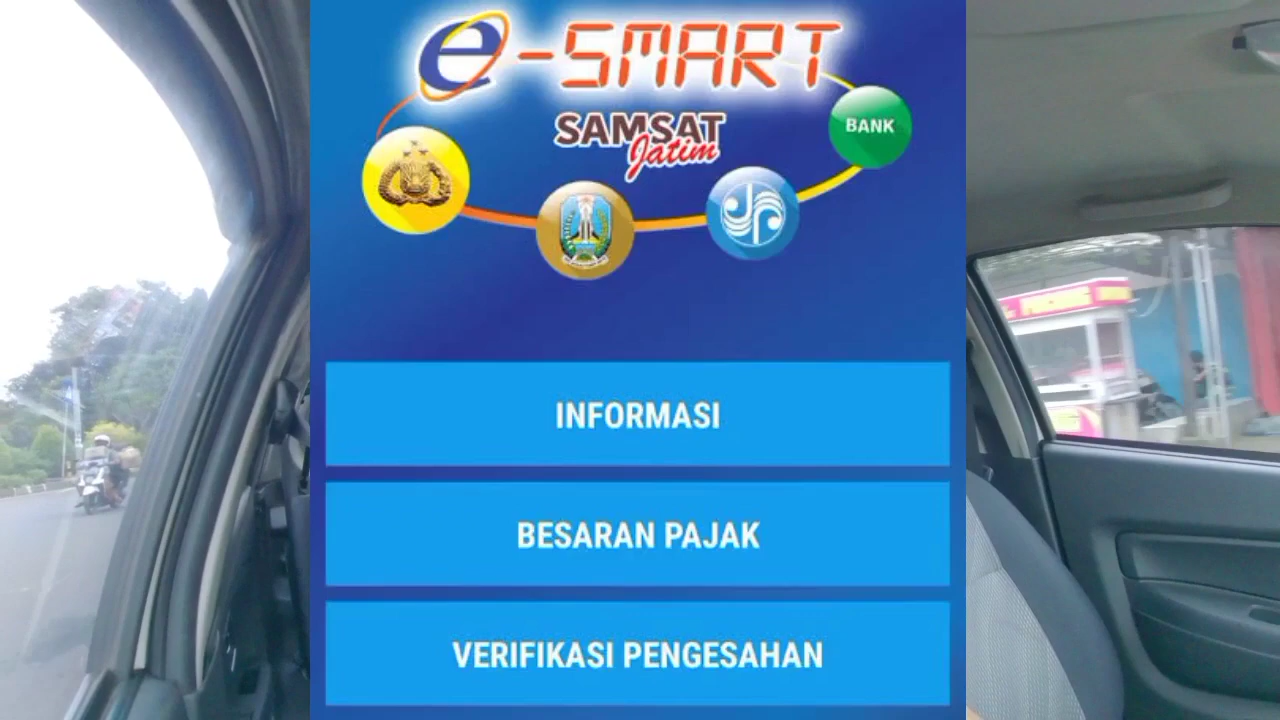 e-SMART
SAMSAT
Jatim
BANK
INFORMASI
BESARAN PAJAK
VERIFIKASI PENGESAHAN